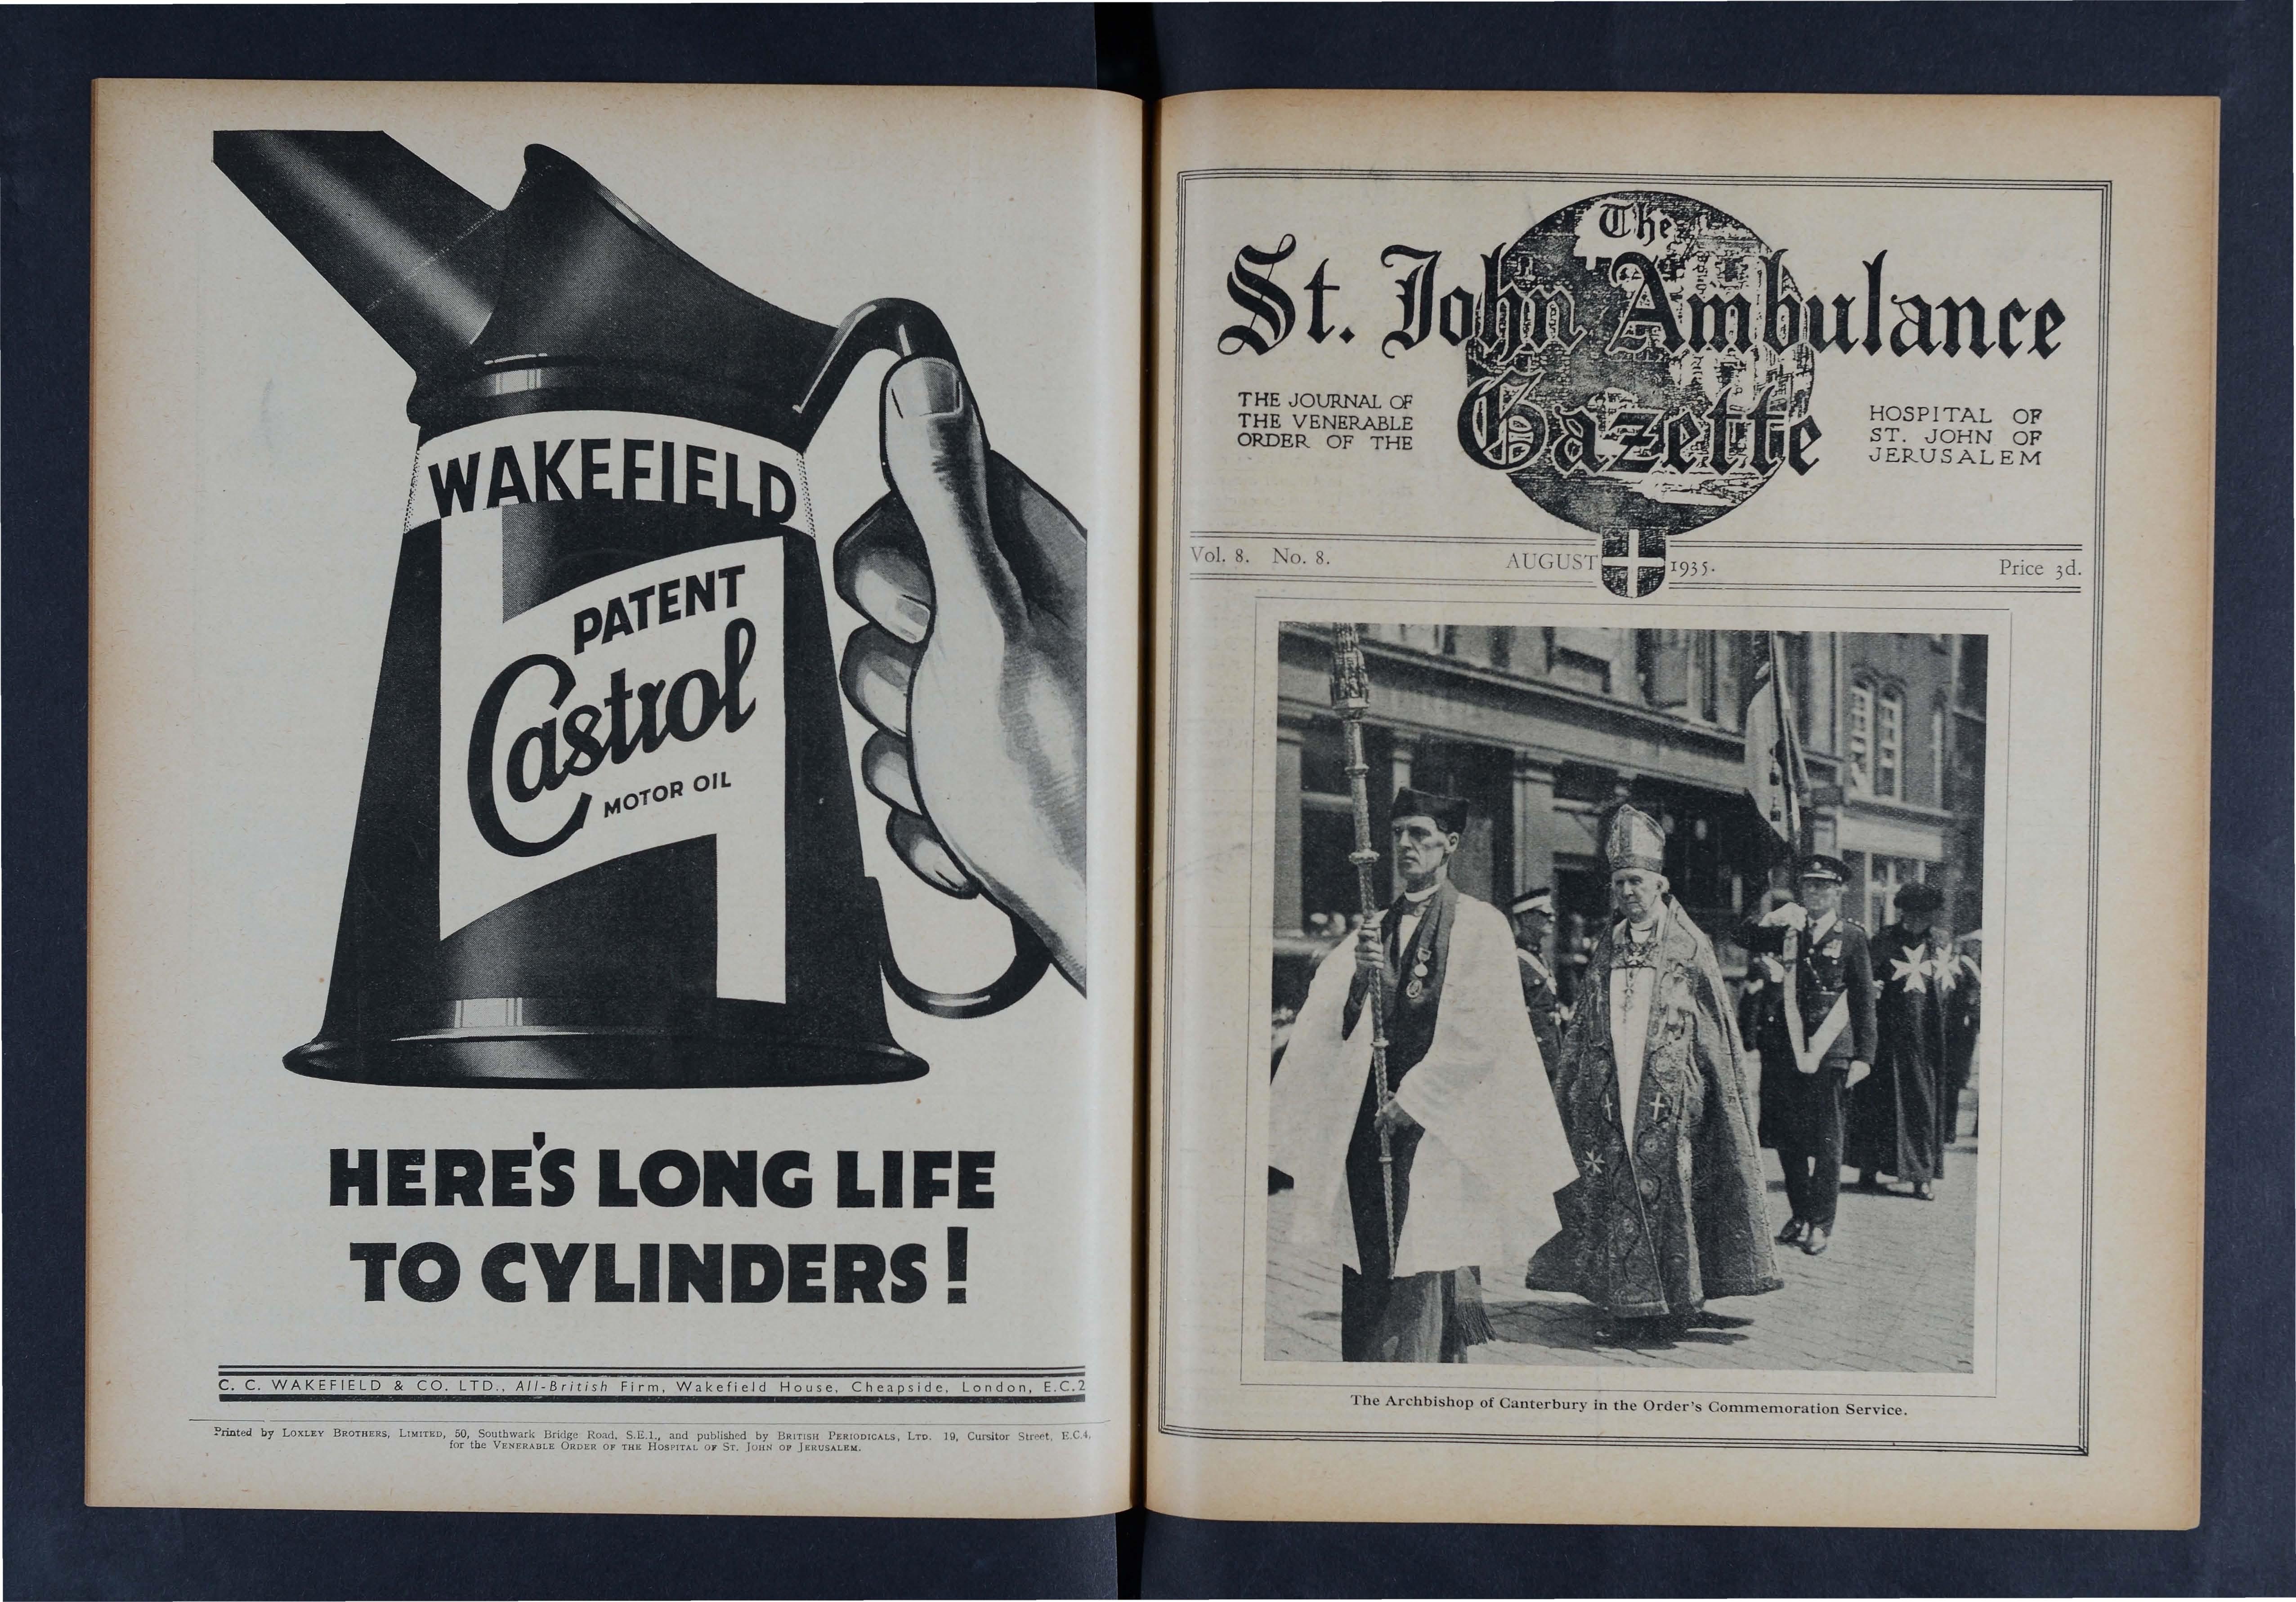 WAKEFIELD
PATENT
Castrol
MOTOR OIL
HERE'S LONG LIFE
TO CYLINDERS!
C. C. WAKEFIELD & CO. LTD., All-British Firm, Wakefield House, Cheapside, London, E.C.2
Printed by LOXLEY BROTHERS, LIMITED, 50, Southwark Bridge Road, S.E.1., and published by BRITISH PERIODICALS, LTD. 19, Cursitor Street, E.C.4,
for the VENERABLE ORDER OF THE HOSPITAL OF ST. JOHN OF JERUSALEM.
The
St. John Ambulance
Gazette
THE JOURNAL OF
THE VENERABLE
ORDER OF THE
HOSPITAL OF
ST. JOHN OF
JERUSALEM
Vol. 8. No. 8. AUGUST 1935. Price 3d.
The Archbishop of Canterbury in the Order's Commemoration Service.